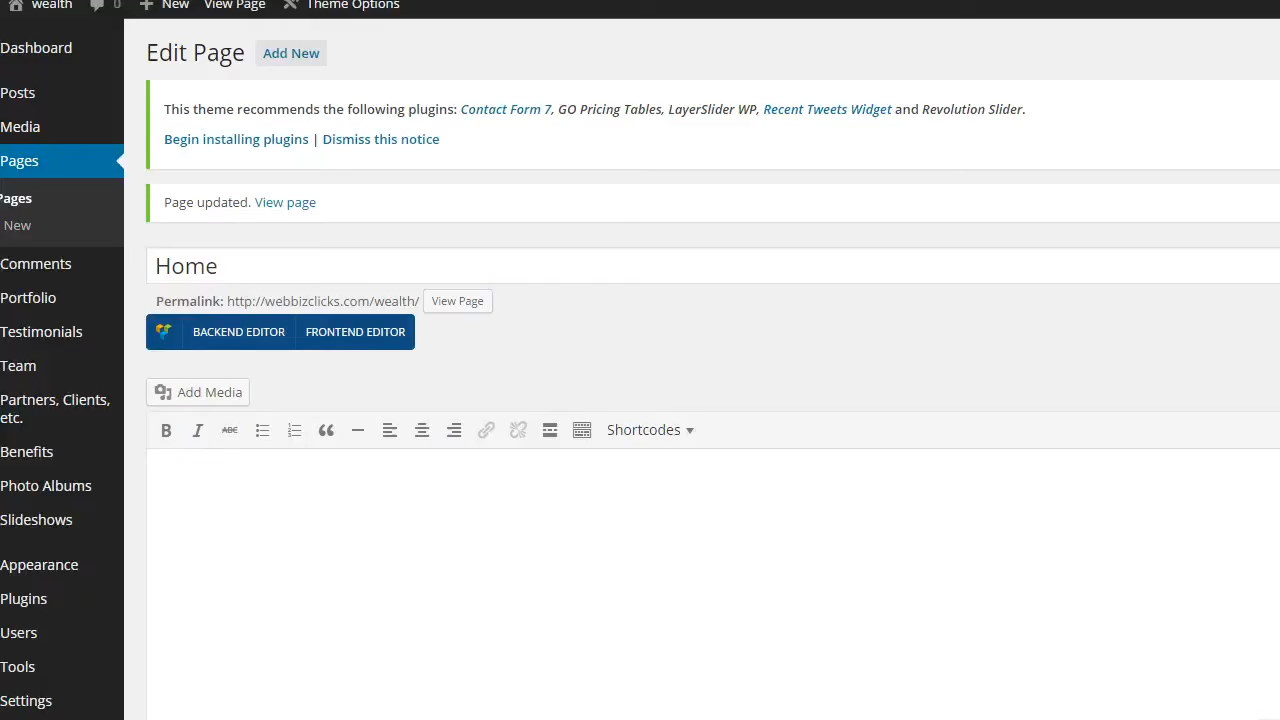 wealth 0 New View Page Theme Options
Dashboard
Posts
Media
Pages
Pages
New
Comments
Portfolio
Testimonials
Team
Partners, Clients,
etc.
Benefits
Photo Albums
Slideshows
Appearance
Plugins
Users
Tools
Settings
Edit Page Add New
This theme recommends the following plugins: Contact Form 7, GO Pricing Tables, LayerSlider WP, Recent Tweets Widget and Revolution Slider.
Begin installing plugins | Dismiss this notice
Page updated. View page
Home
Permalink: http://webbizclicks.com/wealth/ View Page
BACKEND EDITOR FRONTEND EDITOR
Add Media
B I ABC Shortcodes